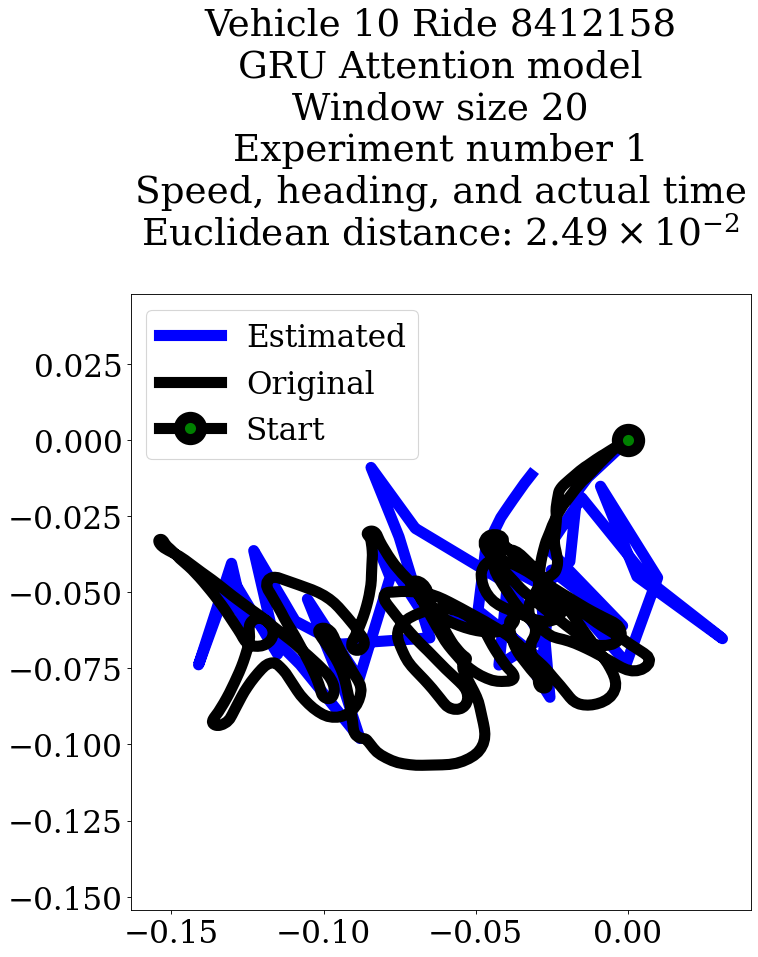 Vehicle 10 Ride 8412158
GRU Attention model
Window size 20
Experiment number 1
Speed, heading, and actual time
Euclidean distance: 2.49 × 10⁻²
Estimated
Original
Start
0.025
0.000
−0.025
−0.050
−0.075
−0.100
−0.125
−0.150
−0.15 −0.10 −0.05 0.00